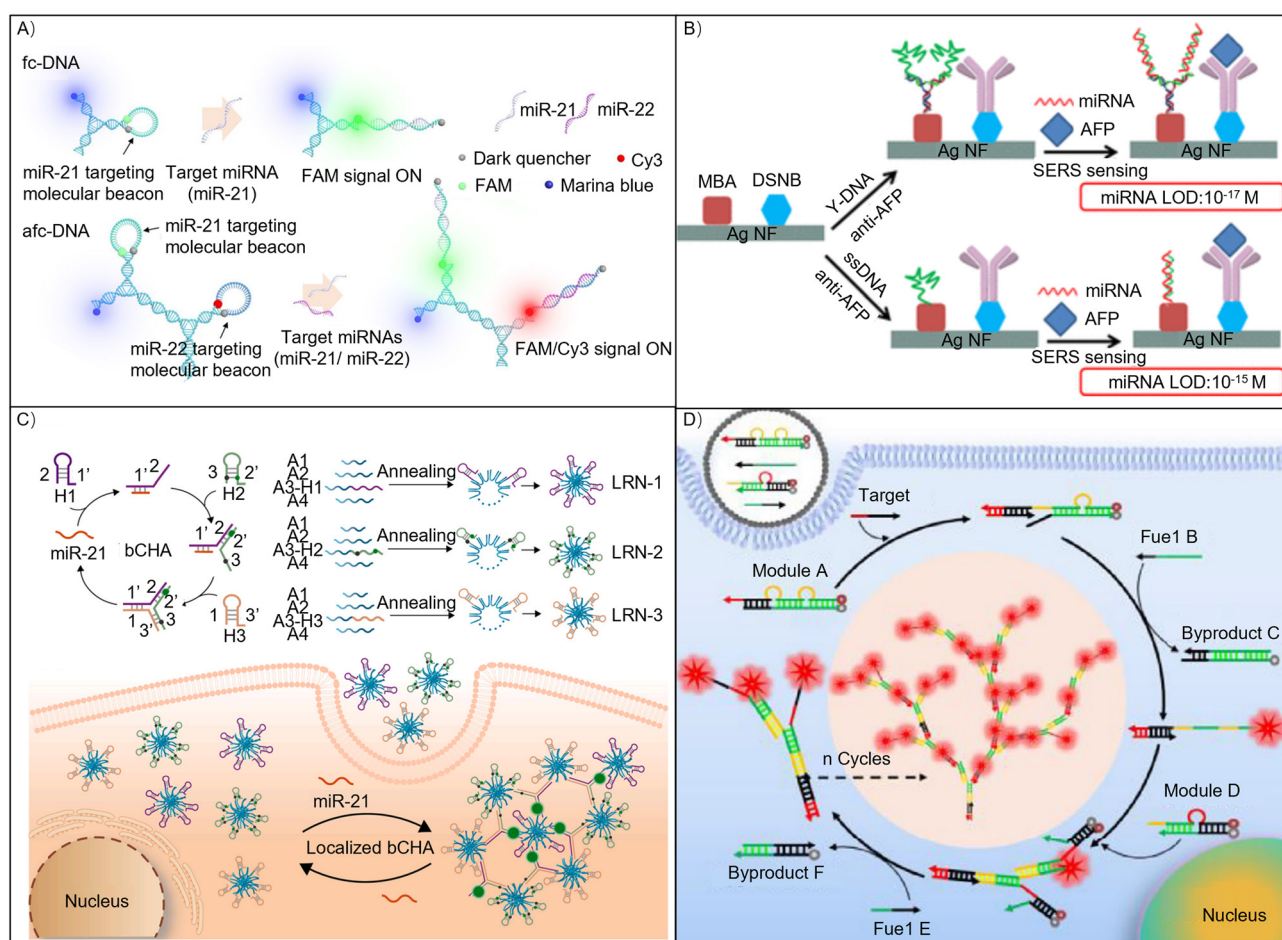 A)
fc-DNA
miR-21 targeting
molecular beacon
Target miRNA
(miR-21)
FAM signal ON
miR-21
miR-22
Dark quencher
Cy3
FAM
Marina blue
afc-DNA
miR-21 targeting
molecular beacon
miR-22 targeting
molecular beacon
Target miRNAs
(miR-21/ miR-22)
FAM/Cy3 signal ON
B)
MBA
DSNB
Ag NF
Y-DNA
anti-AFP
ssDNA
anti-AFP
Ag NF
miRNA
AFP
SERS sensing
Ag NF
miRNA LOD:10⁻¹⁷ M
Ag NF
miRNA
AFP
SERS sensing
Ag NF
miRNA LOD:10⁻¹⁵ M
C)
2
1'
H1
1'
2
3
2'
H2
miR-21
bCHA
1'
2
2'
3
1'
2
2'
1
3
3'
1
3'
H3
A1
A2
A3-H1
A4
Annealing
LRN-1
A1
A2
A3-H2
A4
Annealing
LRN-2
A1
A2
A3-H3
A4
Annealing
LRN-3
miR-21
Localized bCHA
Nucleus
D)
Target
Module A
Fue1 B
Byproduct C
n Cycles
Module D
Byproduct F
Fue1 E
Nucleus